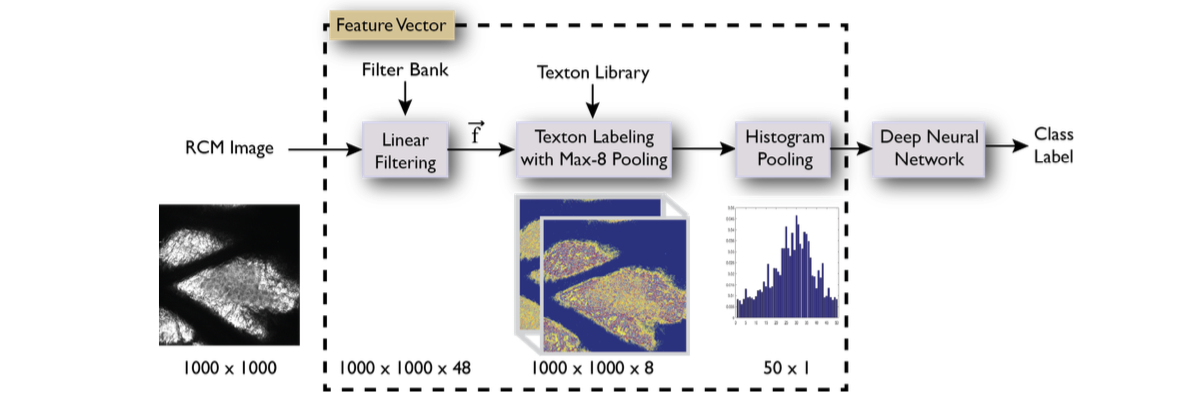 Feature Vector
Filter Bank
Texton Library
RCM Image
Linear
Filtering
f
Texton Labeling
with Max-8 Pooling
Histogram
Pooling
Deep Neural
Network
Class
Label
1000 x 1000
1000 x 1000 x 48
1000 x 1000 x 8
50 x 1